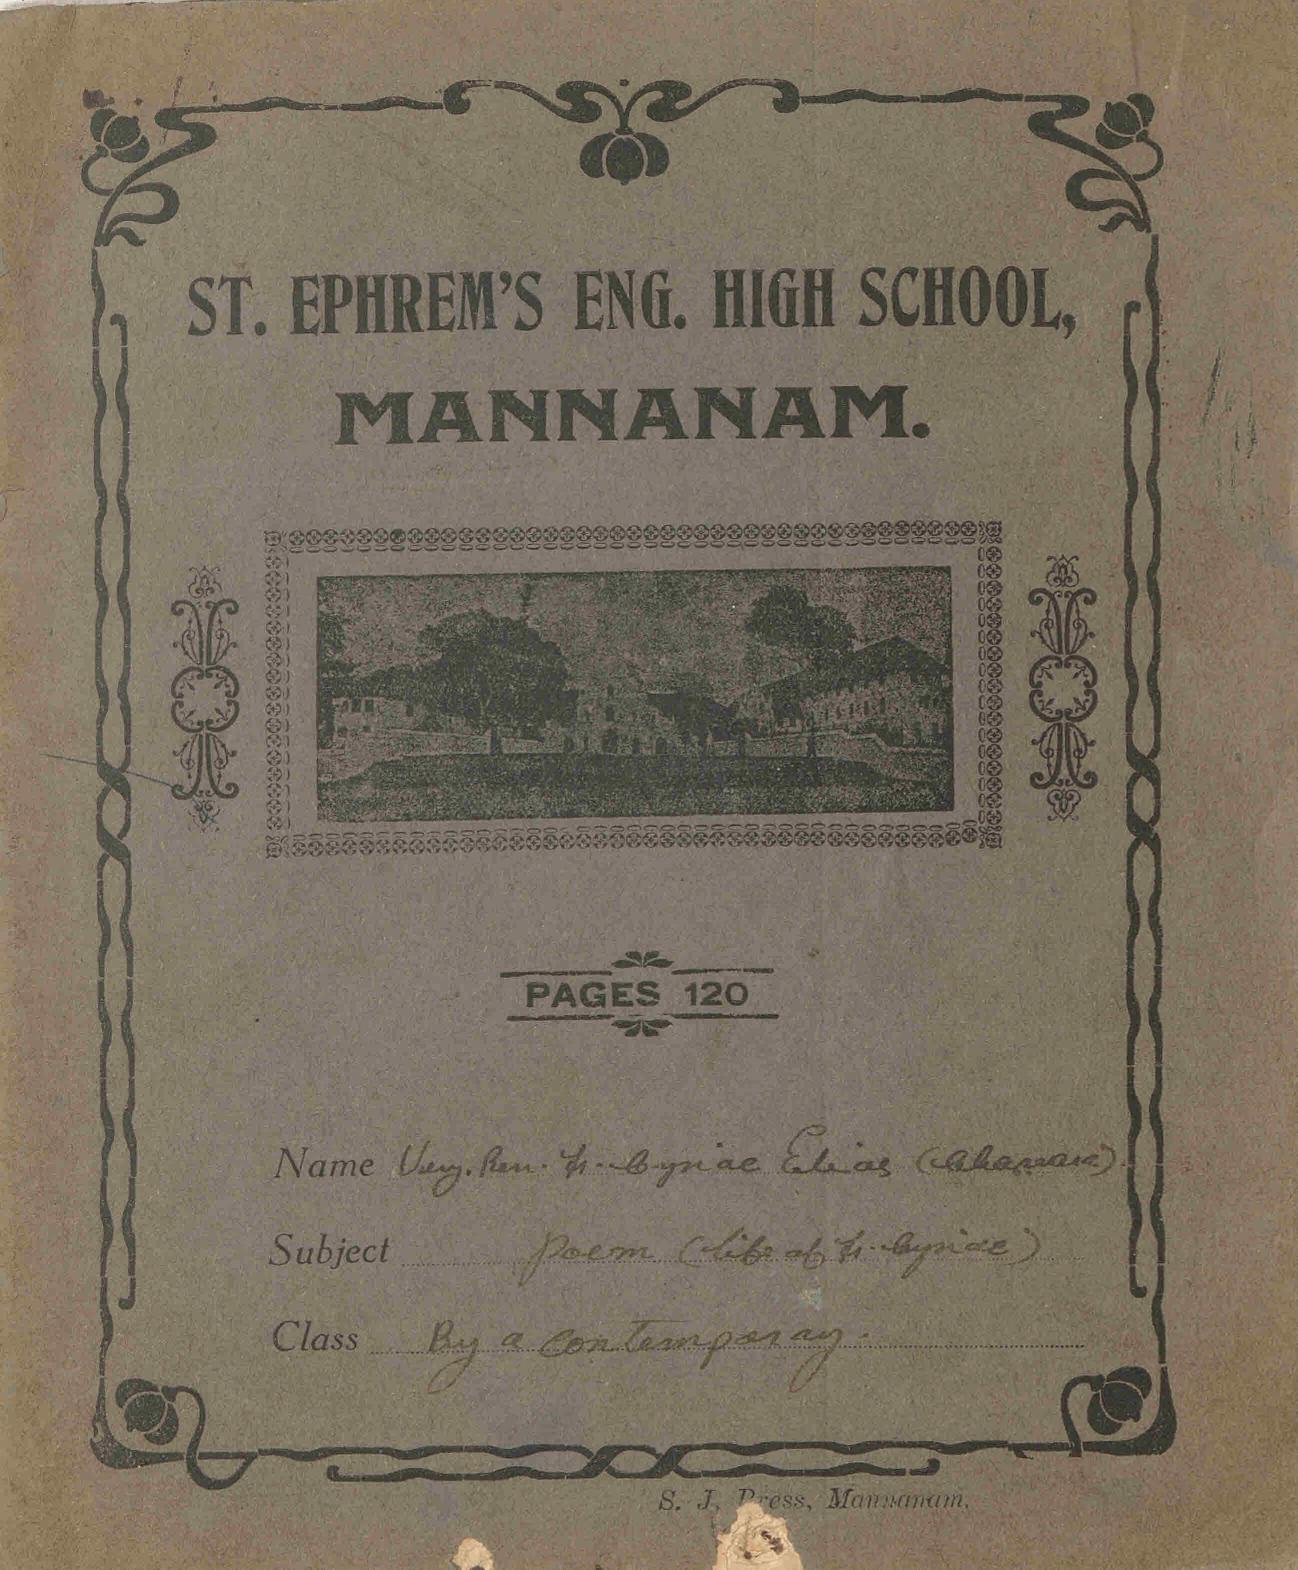 ST. EPHREM'S ENG. HIGH SCHOOL,
MANNANAM.
PAGES 120
Name Very. Rev. Fr. Cyriac Elias (Chavara).
Subject Poem (life of Fr. Cyriac)
Class By a contemporay.
S. J. Press, Mannanam.